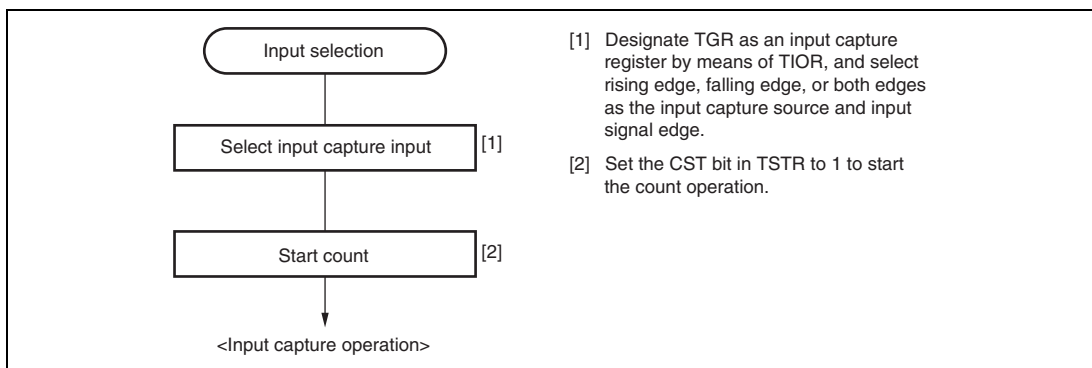 Input selection
Select input capture input
[1]
Start count
[2]
<Input capture operation>
[1] Designate TGR as an input capture
register by means of TIOR, and select
rising edge, falling edge, or both edges
as the input capture source and input
signal edge.
[2] Set the CST bit in TSTR to 1 to start
the count operation.